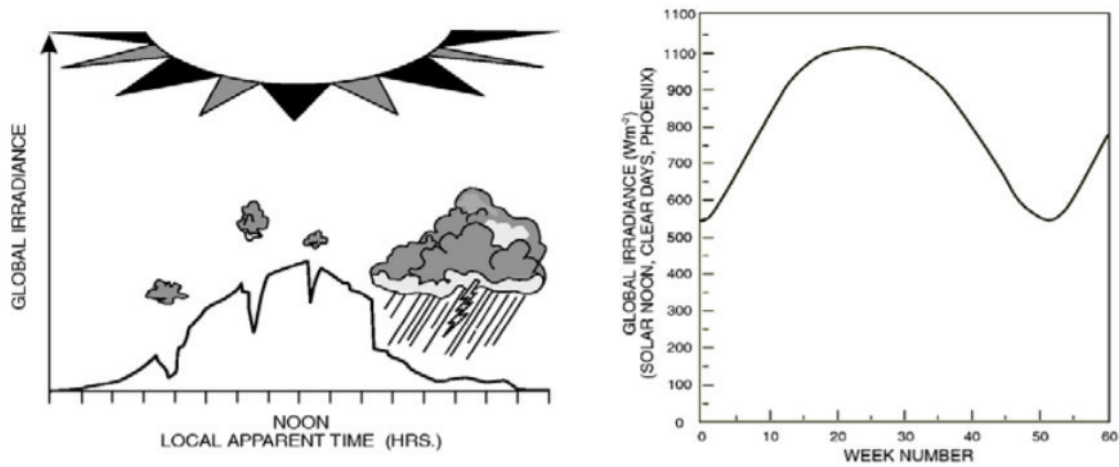 GLOBAL IRRADIANCE
NOON
LOCAL APPARENT TIME (HRS.)
GLOBAL IRRADIANCE (Wm-2)
(SOLAR NOON, CLEAR DAYS, PHOENIX)
1100
1100
900
800
700
600
500
400
300
200
100
0
0 10 20 30 40 50 60
WEEK NUMBER